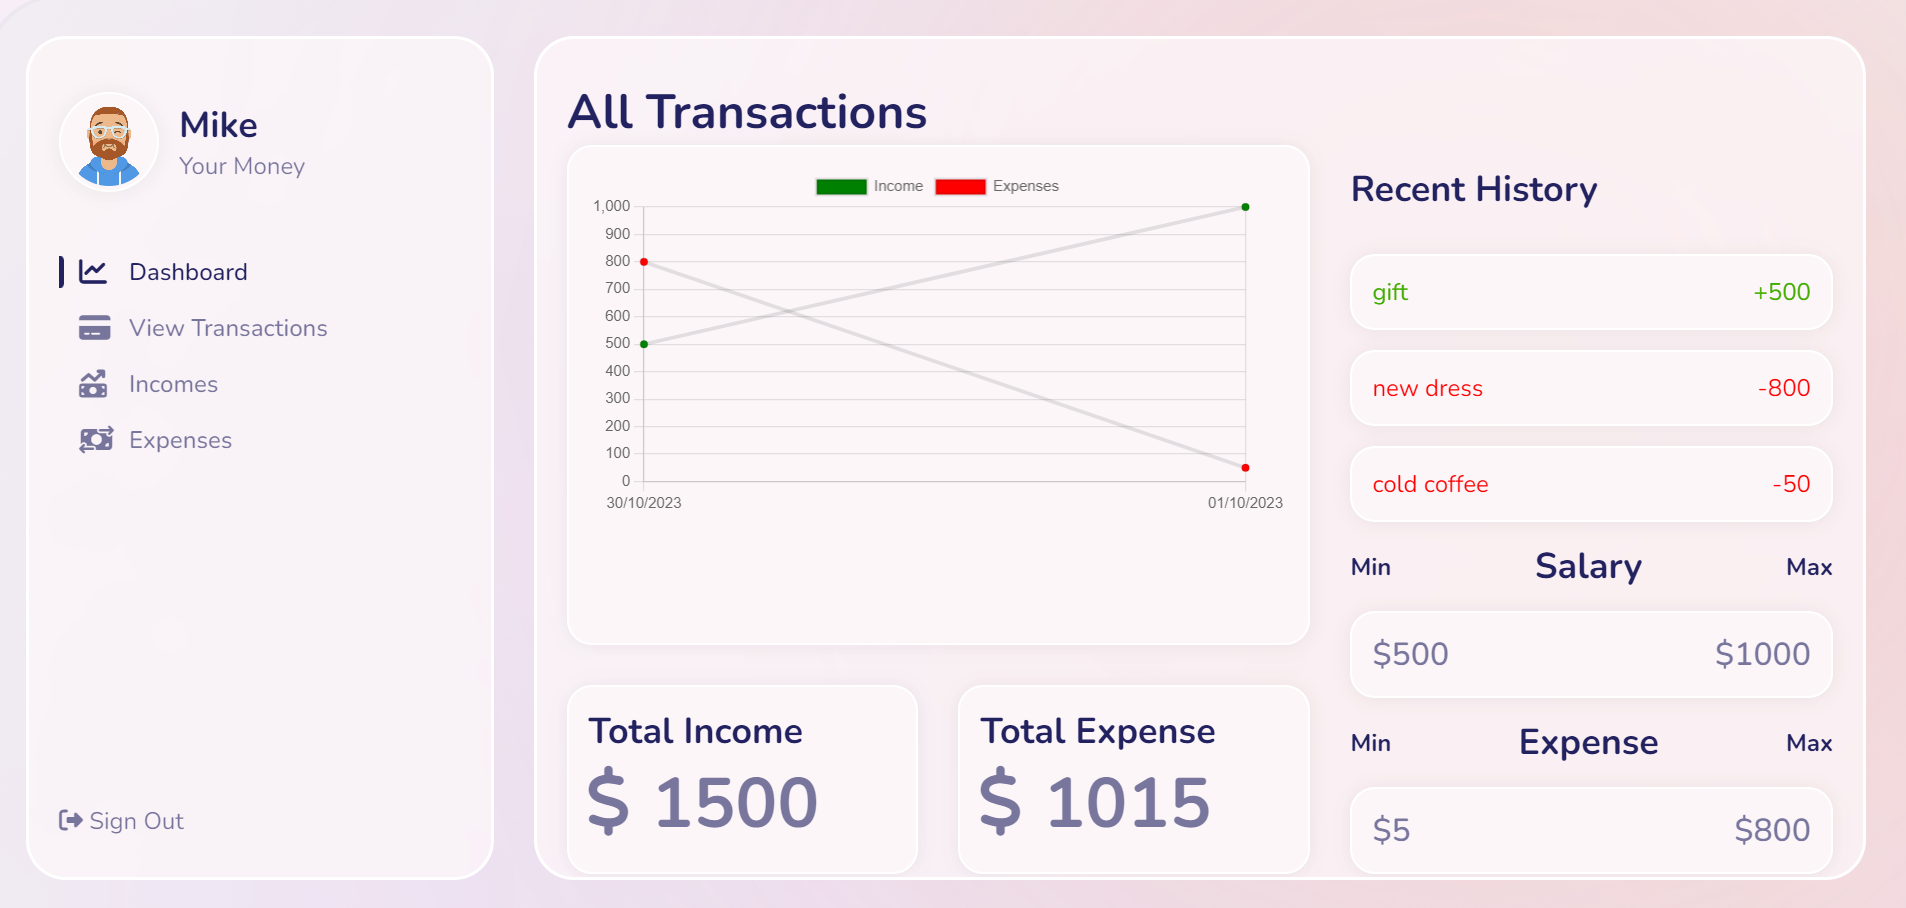 Mike
Your Money
Dashboard
View Transactions
Incomes
Expenses
Sign Out
All Transactions
Income Expenses
1,000
900
800
700
600
500
400
300
200
100
0
30/10/2023 01/10/2023
Total Income
$ 1500
Total Expense
$ 1015
Recent History
gift +500
new dress -800
cold coffee -50
Min Salary Max
$500 $1000
Min Expense Max
$5 $800